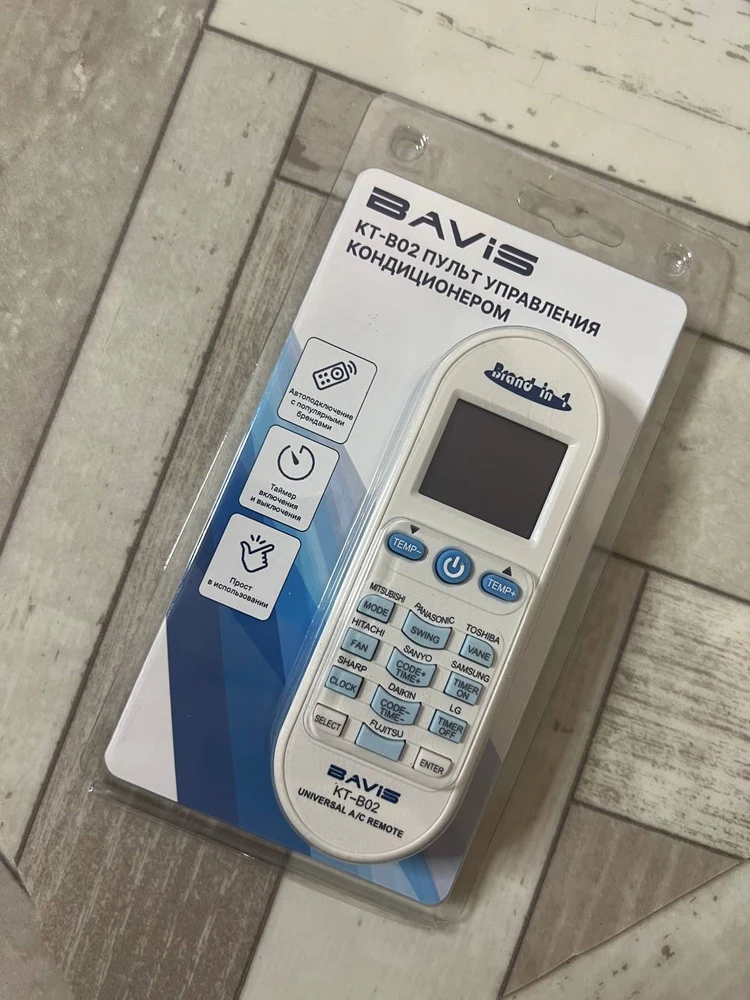 BAViS
KT-B02 ПУЛЬТ УПРАВЛЕНИЯ
КОНДИЦИОНЕРОМ
Автоподключение
с популярными
брендами
Таймер
включения
и выключения
Прост
в использовании
Brand in 1
TEMP-
TEMP+
MITSUBISHI PANASONIC TOSHIBA
MODE SWING VANE
HITACHI SANYO SAMSUNG
FAN CODE+ TIMER
TIME+ ON
SHARP DAIKIN LG
CLOCK CODE- TIMER
TIME- OFF
FUJITSU
SELECT ENTER
BAViS
KT-B02
UNIVERSAL A/C REMOTE